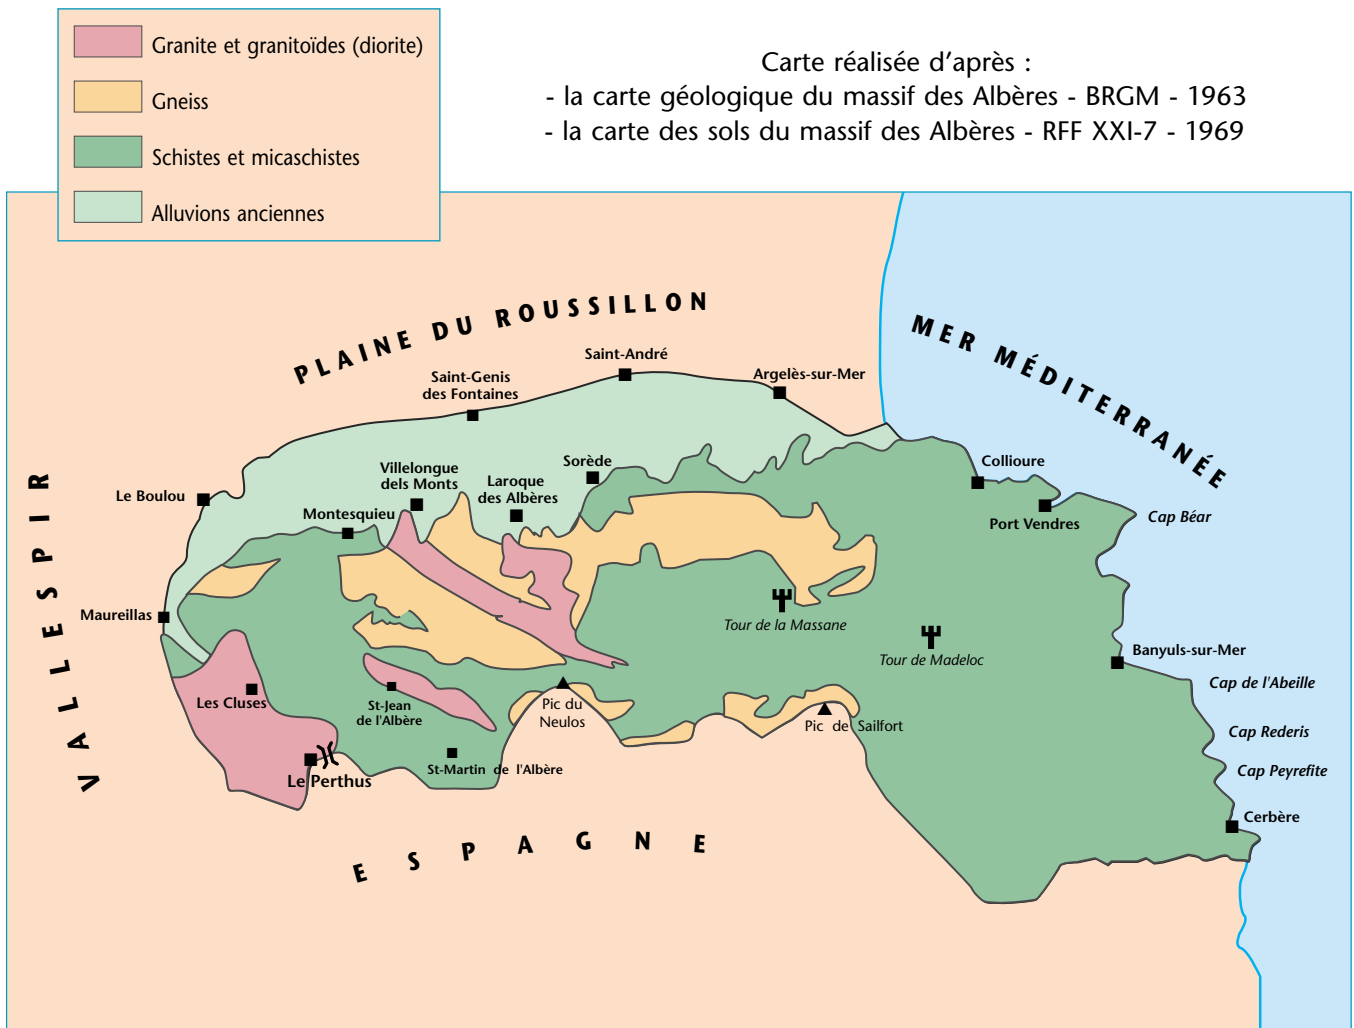 Granite et granitoïdes (diorite)
Gneiss
Schistes et micaschistes
Alluvions anciennes
Carte réalisée d'après :
- la carte géologique du massif des Albères - BRGM - 1963
- la carte des sols du massif des Albères - RFF XXI-7 - 1969
PLAINE DU ROUSSILLON
MER MÉDITERRANÉE
VALLESPIR
ESPAGNE
Saint-André
Saint-Genis
des Fontaines
Argelès-sur-Mer
Le Boulou
Villelongue
dels Monts
Sorède
Laroque
des Albères
Montesquieu
Collioure
Port Vendres
Cap Béar
Maureillas
Tour de la Massane
Tour de Madeloc
Banyuls-sur-Mer
Cap de l'Abeille
Les Cluses
St-Jean
de l'Albère
Pic du
Neulos
Pic de Sailfort
Cap Rederis
Cap Peyrefite
St-Martin de l'Albère
Le Perthus
Cerbère